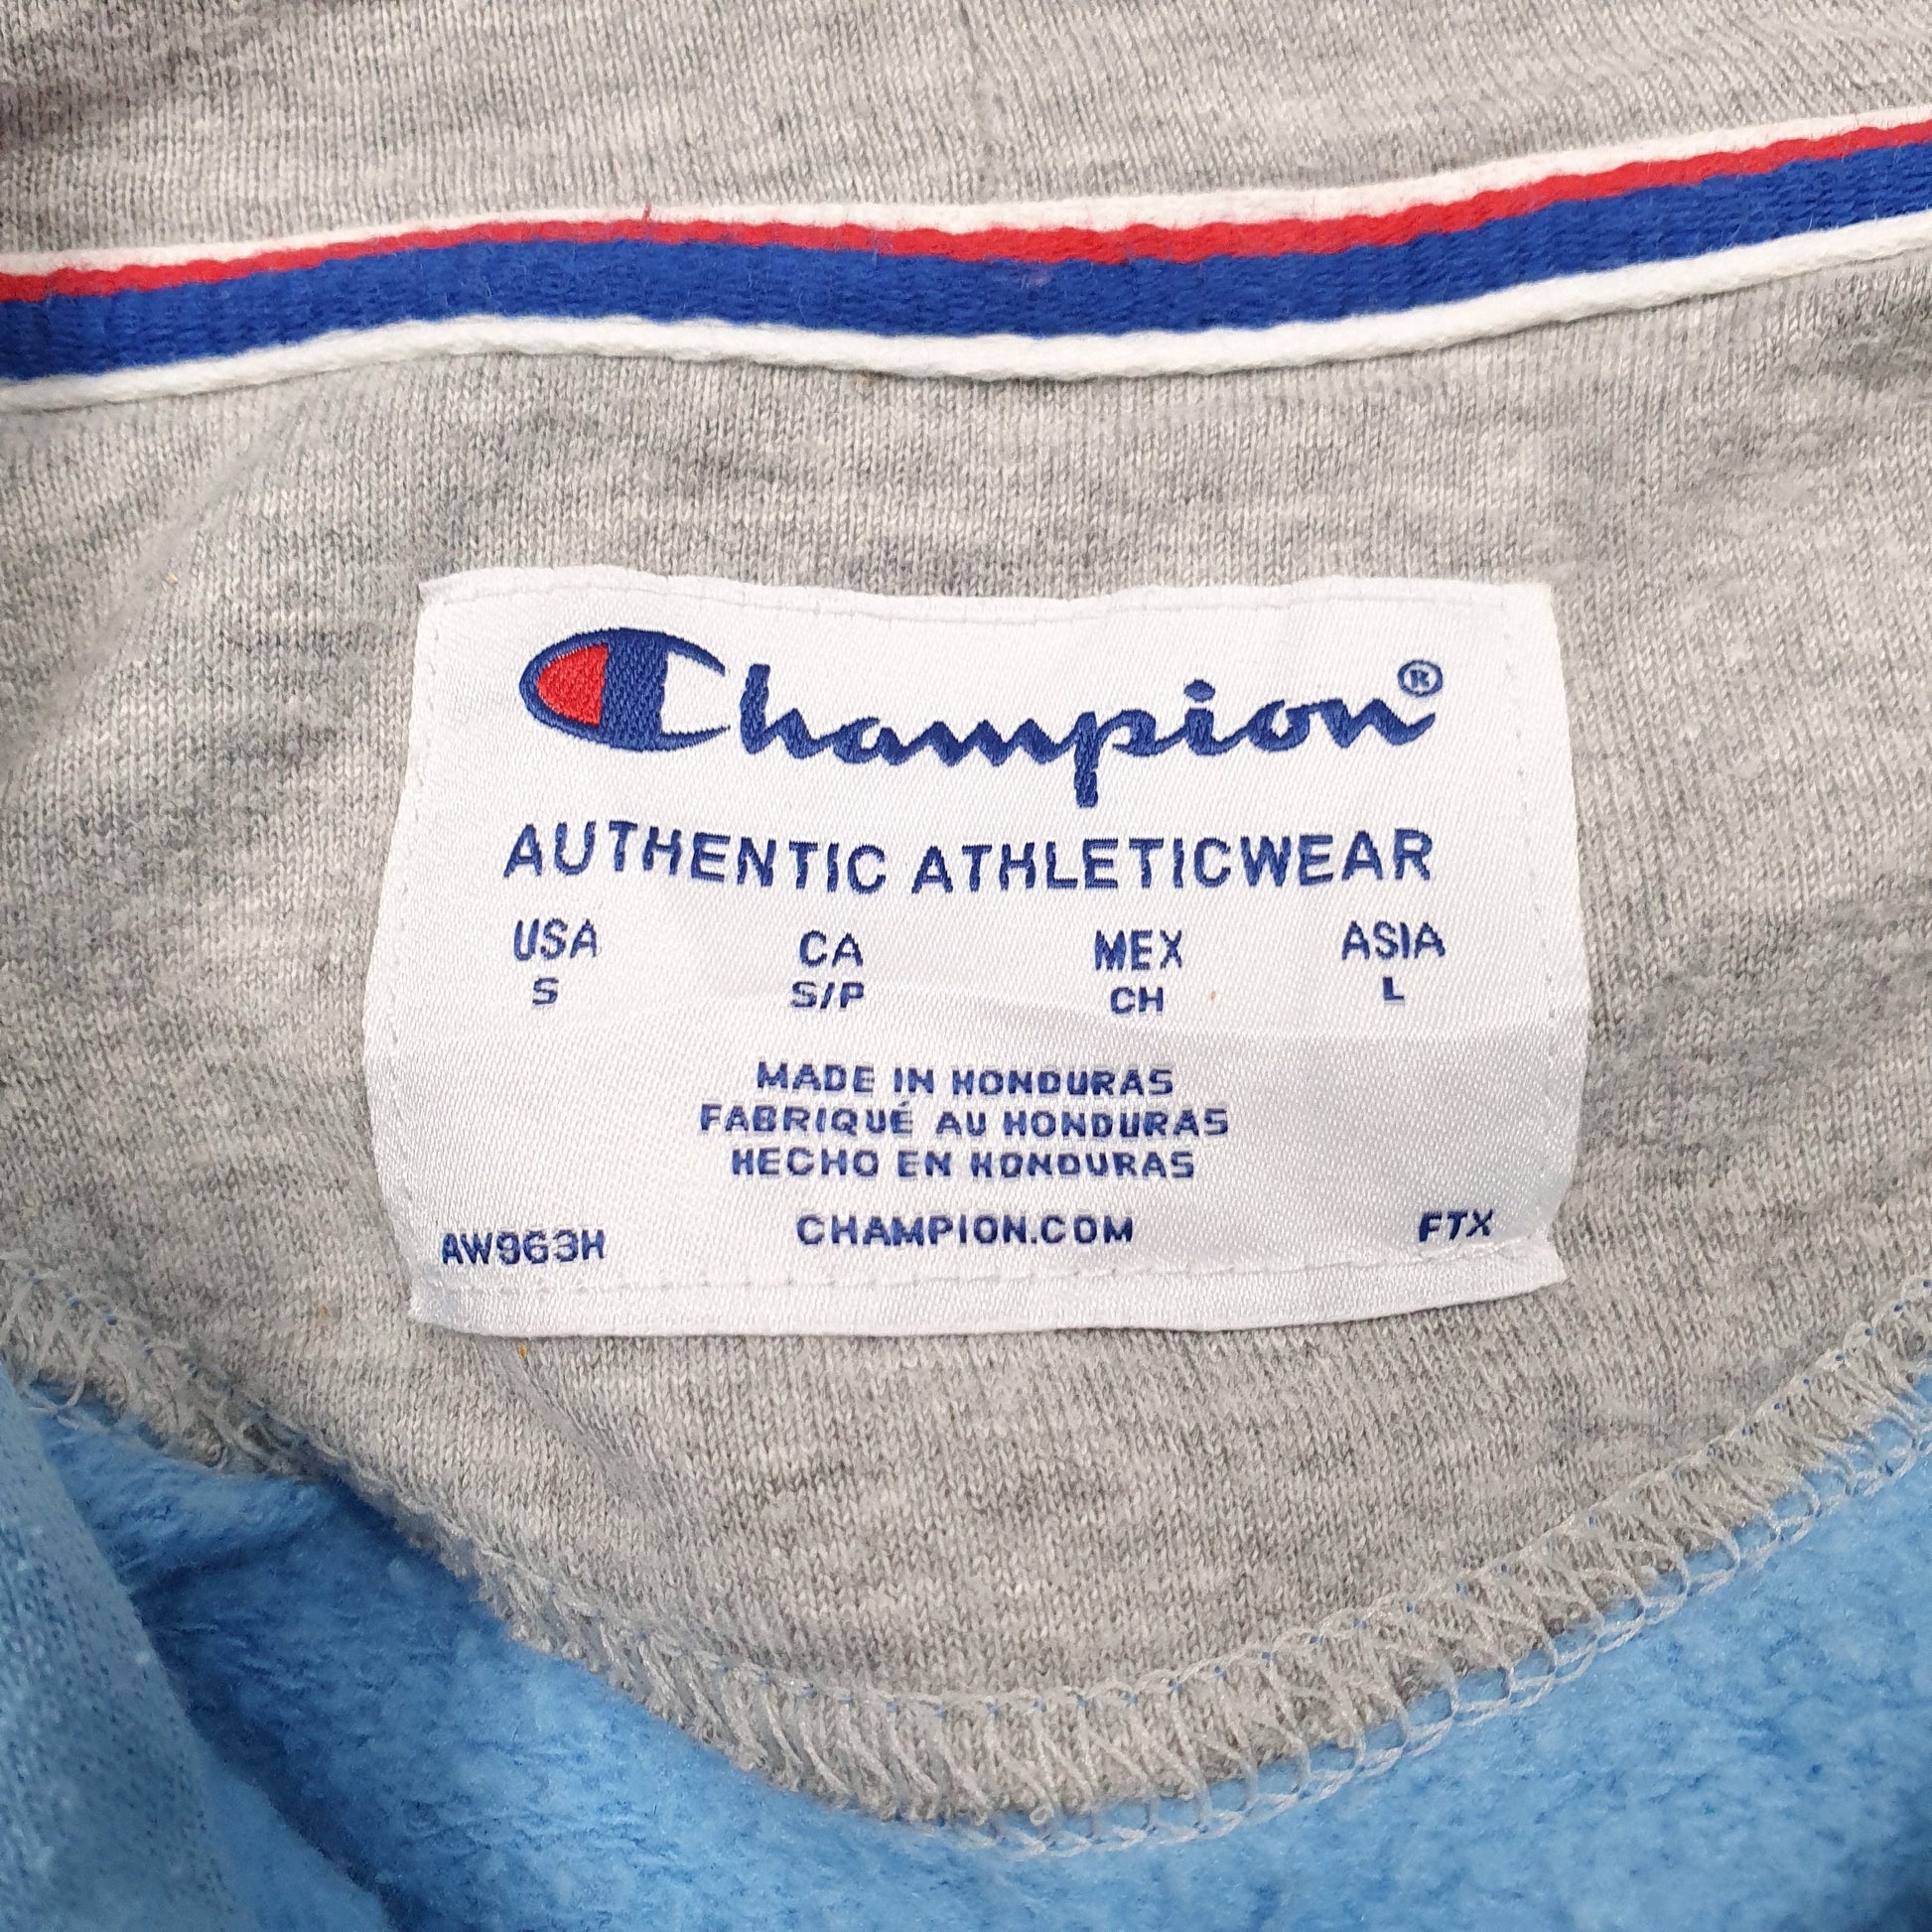 Champion®
AUTHENTIC ATHLETICWEAR
USA CA MEX ASIA
S S/P CH L
MADE IN HONDURAS
FABRIQUÉ AU HONDURAS
HECHO EN HONDURAS
AW963H CHAMPION.COM FTX